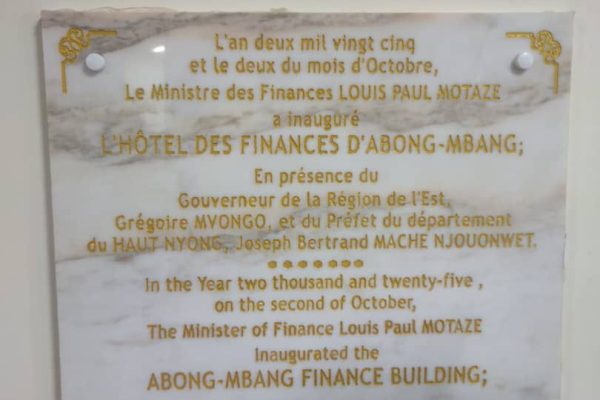 L'an deux mil vingt cinq
et le deux du mois d'Octobre,
Le Ministre des Finances LOUIS PAUL MOTAZE
a inauguré
L'HÔTEL DES FINANCES D'ABONG-MBANG;
En présence du
Gouverneur de la Région de l'Est,
Grégoire MVONGO, et du Préfet du département
du HAUT NYONG, Joseph Bertrand MACHE NJOUONWET.
In the Year two thousand and twenty-five ,
on the second of October,
The Minister of Finance Louis Paul MOTAZE
Inaugurated the
ABONG-MBANG FINANCE BUILDING;